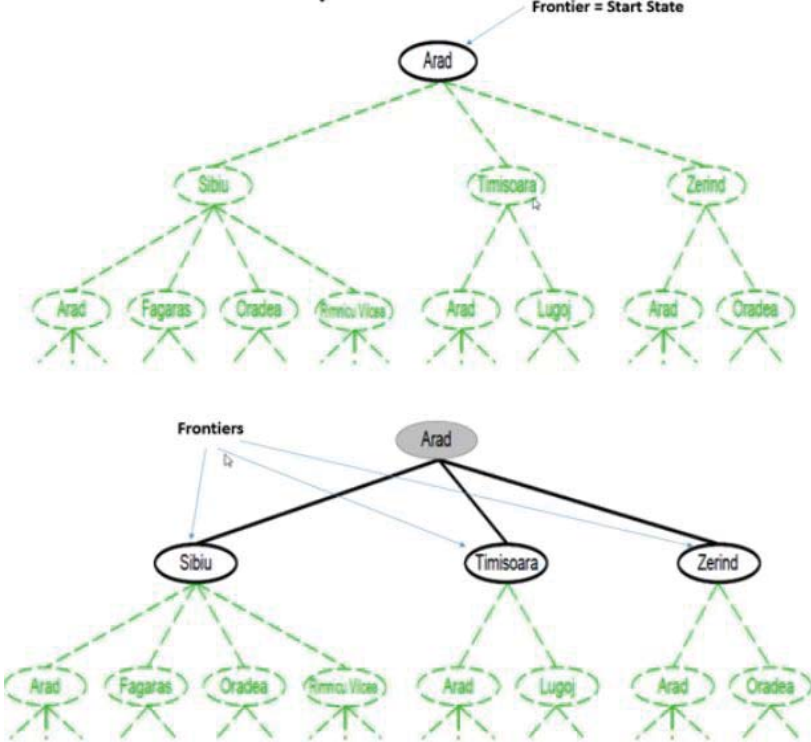 Frontier = Start State
Arad
Sibiu Timisoara Zerind
Arad Fagaras Oradea Rimnicu Vilcea Arad Lugoj Arad Oradea
Frontiers
Arad
Sibiu Timisoara Zerind
Arad Fagaras Oradea Rimnicu Vilcea Arad Lugoj Arad Oradea